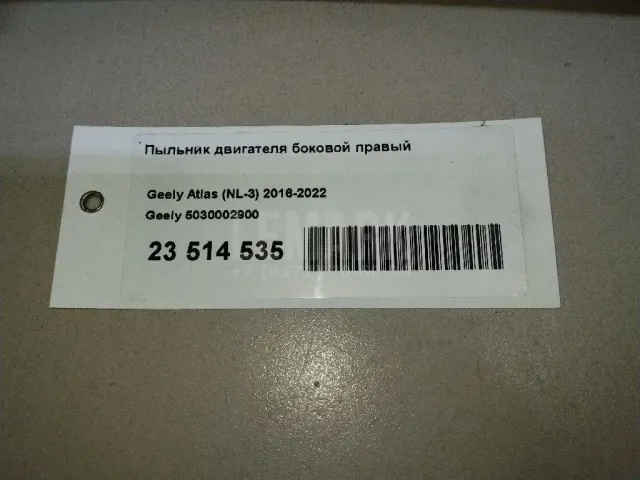 Пыльник двигателя боковой правый
Geely Atlas (NL-3) 2016-2022
Geely 5030002900
23 514 535